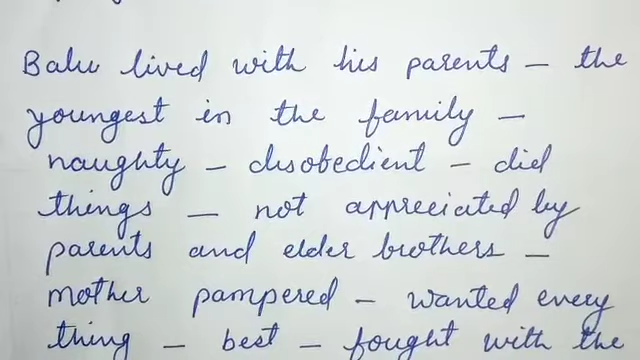 Balu lived with his parents – the
youngest in the family –
naughty – disobedient – did
things – not appreciated by
parents and elder brothers –
mother pampered – wanted every
thing – best – fought with the